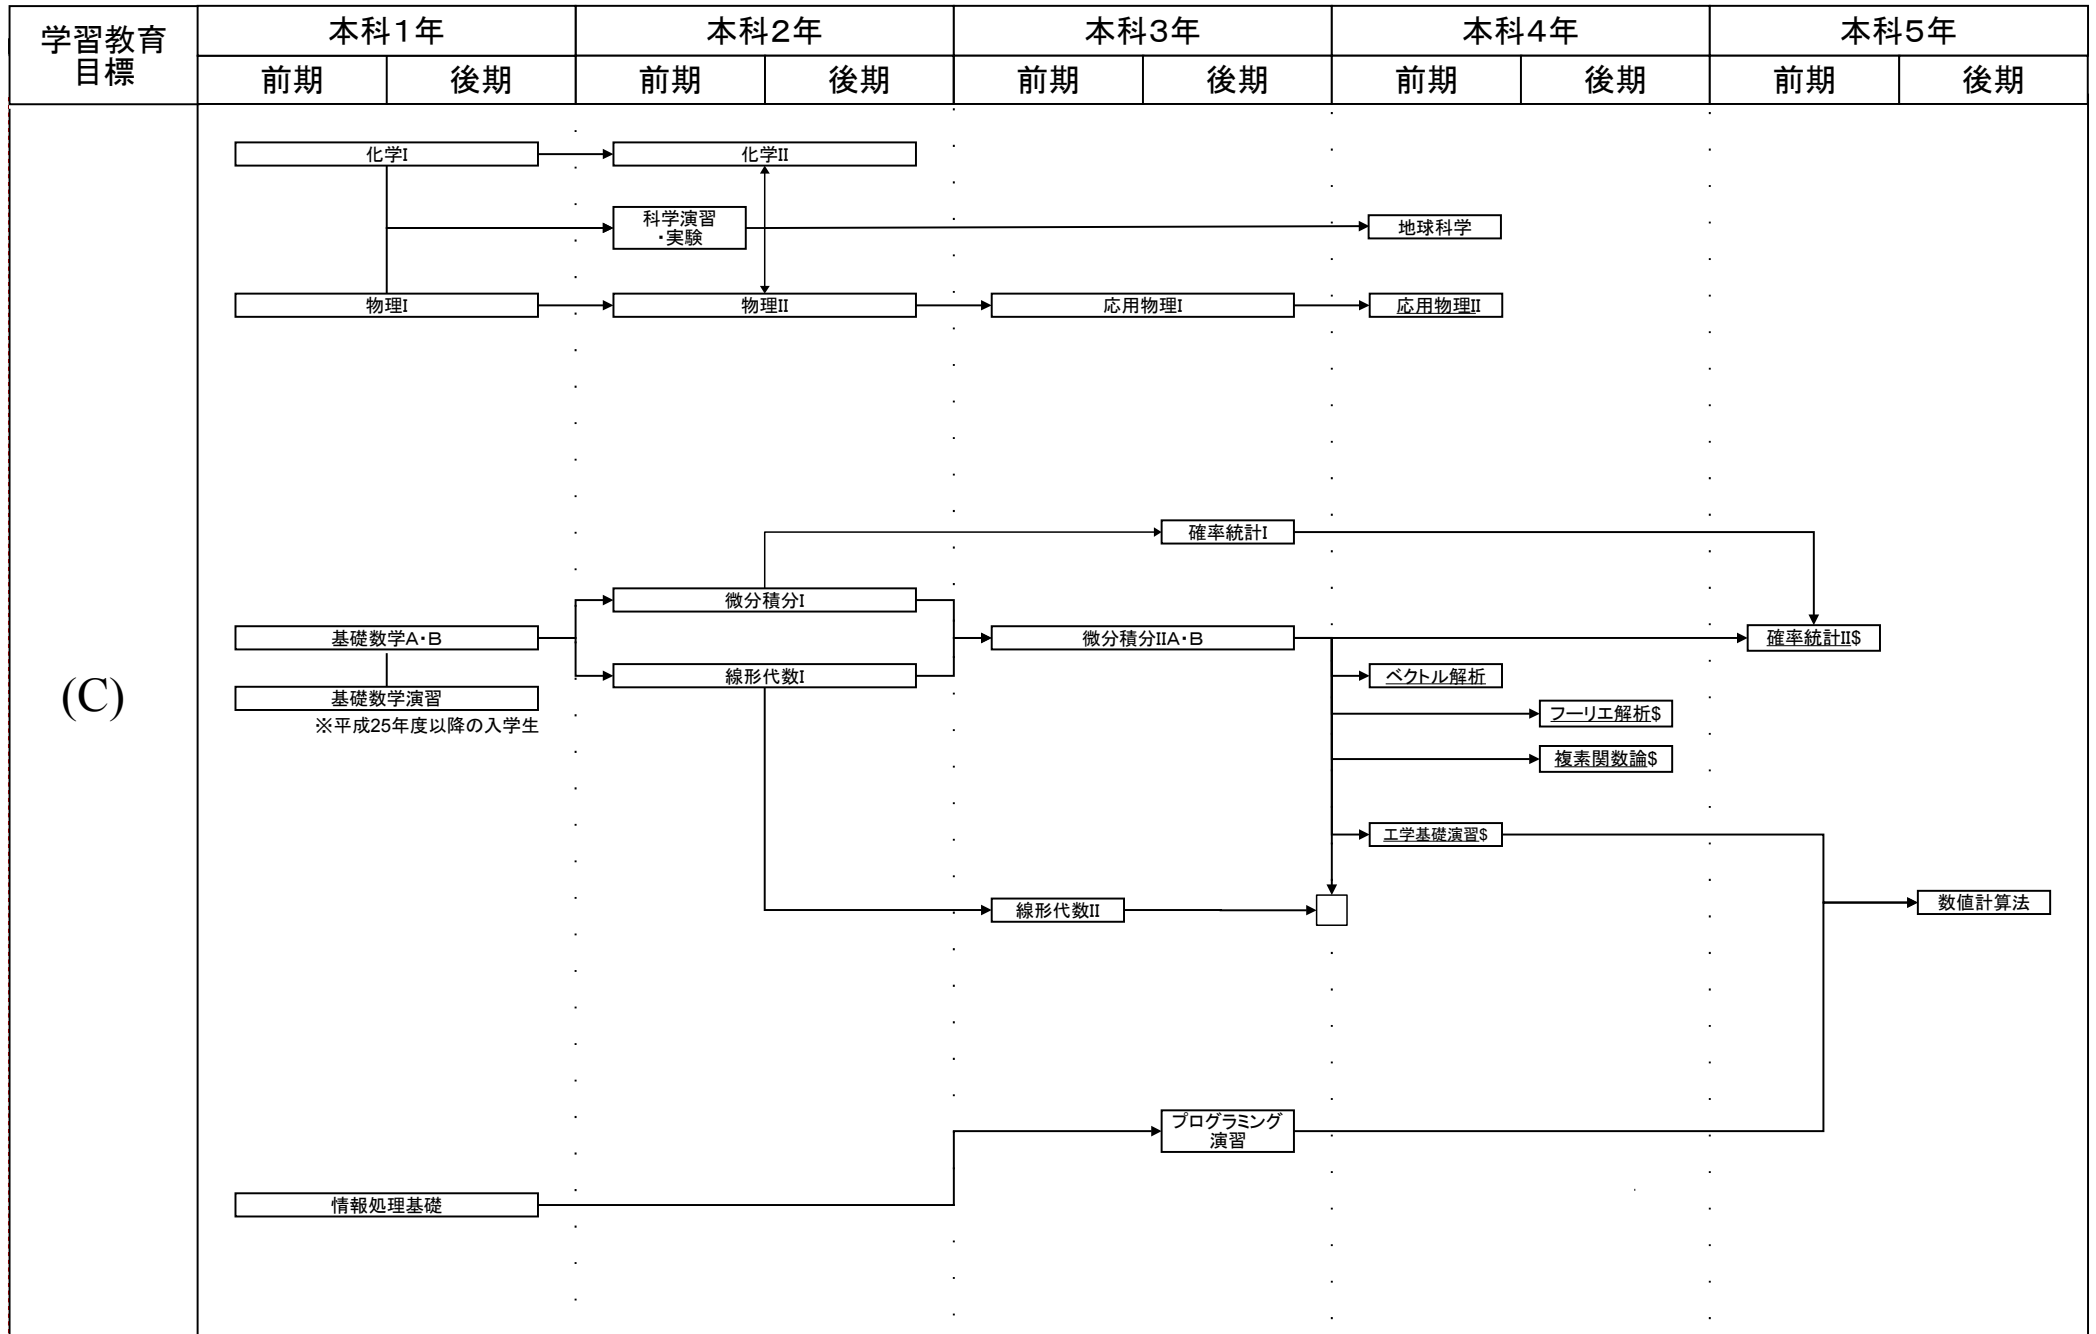 学習教育
目標
本科1年
本科2年
本科3年
本科4年
本科5年
前期
後期
前期
後期
前期
後期
前期
後期
前期
後期
(C)
化学I
化学II
科学演習
・実験
地球科学
物理I
物理II
応用物理I
応用物理II
確率統計I
微分積分I
基礎数学A・B
微分積分IIA・B
確率統計II$
線形代数I
ベクトル解析
基礎数学演習
※平成25年度以降の入学生
フーリエ解析$
複素関数論$
工学基礎演習$
線形代数II
数値計算法
プログラミング
演習
情報処理基礎